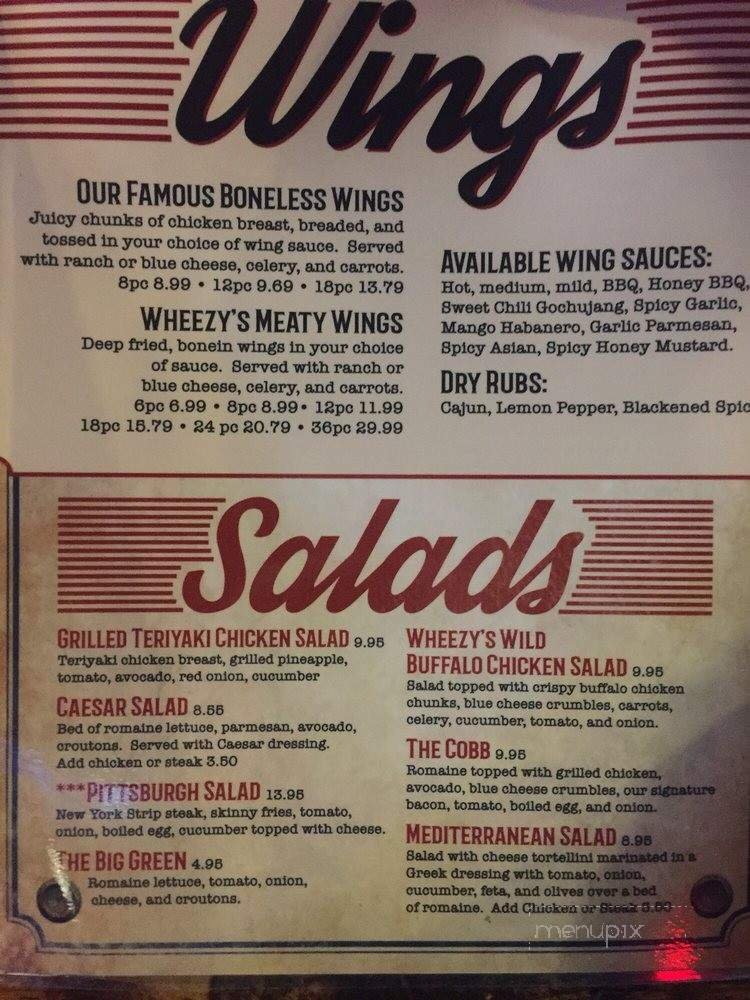 Wings
OUR FAMOUS BONELESS WINGS
Juicy chunks of chicken breast, breaded, and
tossed in your choice of wing sauce. Served
with ranch or blue cheese, celery, and carrots.
8pc 8.99 • 12pc 9.69 • 18pc 13.79
WHEEZY'S MEATY WINGS
Deep fried, bonein wings in your choice
of sauce. Served with ranch or
blue cheese, celery, and carrots.
6pc 6.99 • 8pc 8.99 • 12pc 11.99
18pc 15.79 • 24 pc 20.79 • 36pc 29.99
AVAILABLE WING SAUCES:
Hot, medium, mild, BBQ, Honey BBQ,
Sweet Chili Gochujang, Spicy Garlic,
Mango Habanero, Garlic Parmesan,
Spicy Asian, Spicy Honey Mustard.
DRY RUBS:
Cajun, Lemon Pepper, Blackened Spic
Salads
GRILLED TERIYAKI CHICKEN SALAD 9.95
Teriyaki chicken breast, grilled pineapple,
tomato, avocado, red onion, cucumber
CAESAR SALAD 8.55
Bed of romaine lettuce, parmesan, avocado,
croutons. Served with Caesar dressing.
Add chicken or steak 3.50
***PITTSBURGH SALAD 13.95
New York Strip steak, skinny fries, tomato,
onion, boiled egg, cucumber topped with cheese.
THE BIG GREEN 4.95
Romaine lettuce, tomato, onion,
cheese, and croutons.
WHEEZY'S WILD
BUFFALO CHICKEN SALAD 9.95
Salad topped with crispy buffalo chicken
chunks, blue cheese crumbles, carrots,
celery, cucumber, tomato, and onion.
THE COBB 9.95
Romaine topped with grilled chicken,
avocado, blue cheese crumbles, our signature
bacon, tomato, boiled egg, and onion.
MEDITERRANEAN SALAD 8.95
Salad with cheese tortellini marinated in a
Greek dressing with tomato, onion,
cucumber, feta, and olives over a bed
of romaine. Add Chicken or Steak 3.50
menupix